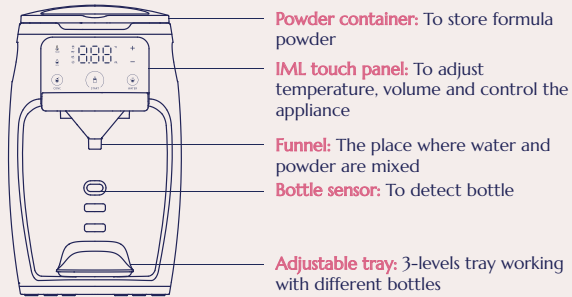 Powder container: To store formula
powder
IML touch panel: To adjust
temperature, volume and control the
appliance
START
Funnel: The place where water and
powder are mixed
Bottle sensor: To detect bottle
Adjustable tray: 3-levels tray working
with different bottles